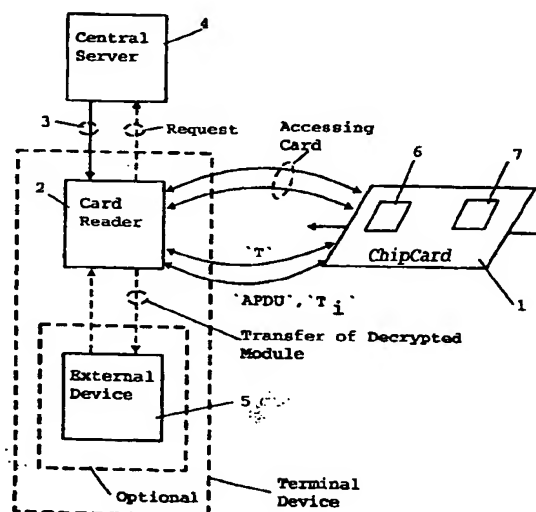 4
Central
Server
3
Request
Accessing
Card
2
Card
Reader
6
7
ChipCard
`T'
1
`APDU', `T i'
Transfer of Decrypted
Module
External
Device
5
Optional
Terminal
Device